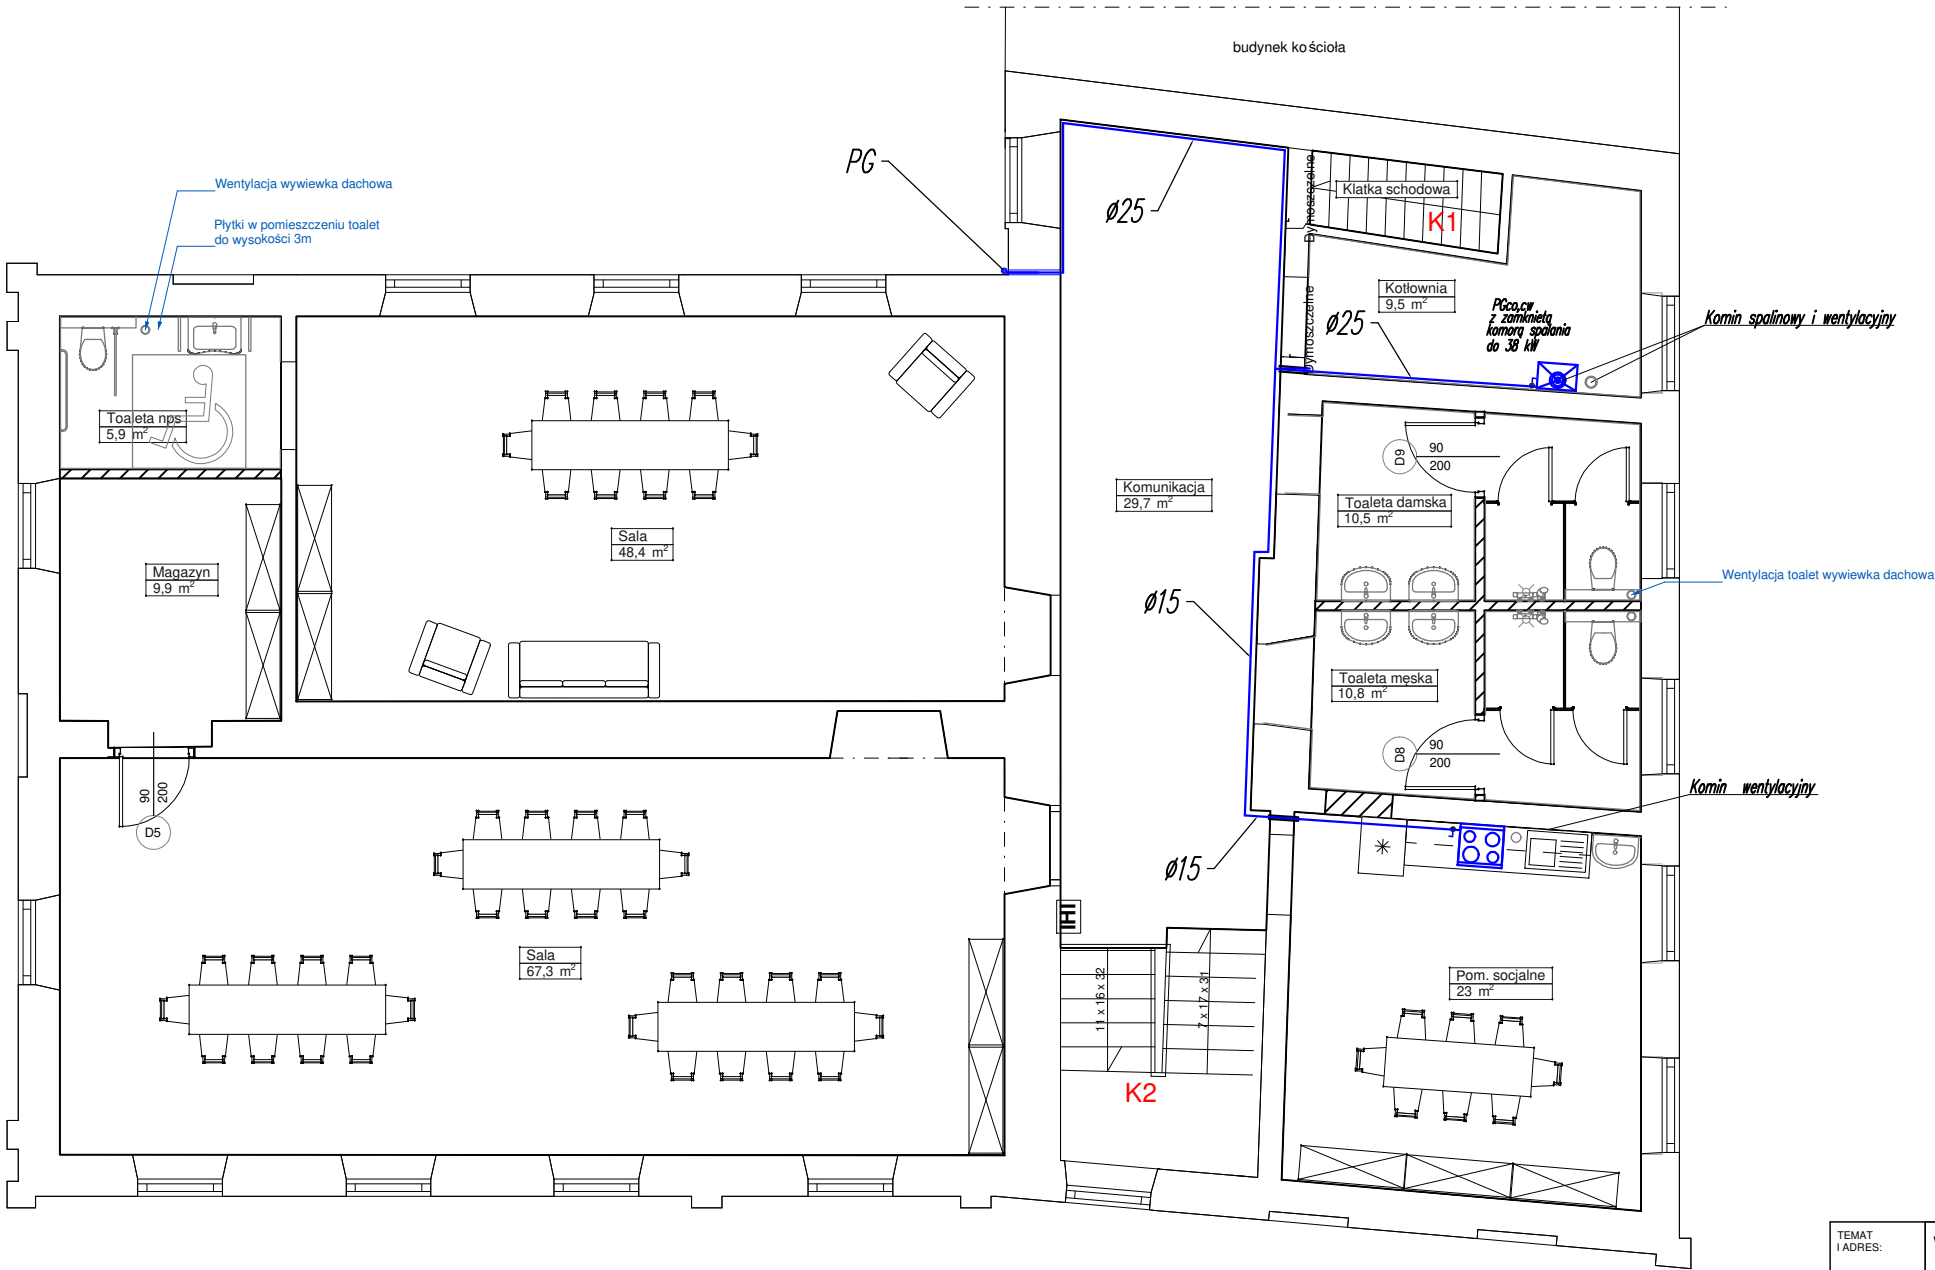 budynek kościoła
PG
Wentylacja wywiewka dachowa
Płytki w pomieszczeniu toalet
do wysokości 3m
ø25
Dymoszczelne
Klatka schodowa
K1
Kotłownia
9,5 m²
Dymoszczelne
ø25
PGco,cw
z zamkniętą
komorą spalania
do 38 kW
Komin spalinowy i wentylacyjny
Toaleta nps
5,9 m²
D9
90
200
Komunikacja
29,7 m²
Toaleta damska
10,5 m²
Sala
48,4 m²
Magazyn
9,9 m²
Wentylacja toalet wywiewka dachowa
ø15
Toaleta męska
10,8 m²
D8
90
200
90
200
D5
Komin wentylacyjny
ø15
Sala
67,3 m²
11 x 16 x 32
7 x 17 x 31
Pom. socjalne
23 m²
K2
TEMAT
I ADRES: